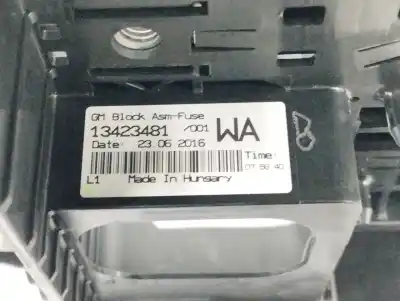 GM Block Asm-Fuse
13423481 /001 WA
Date: 23.06.2016
Time:
L1 Made In Hungary